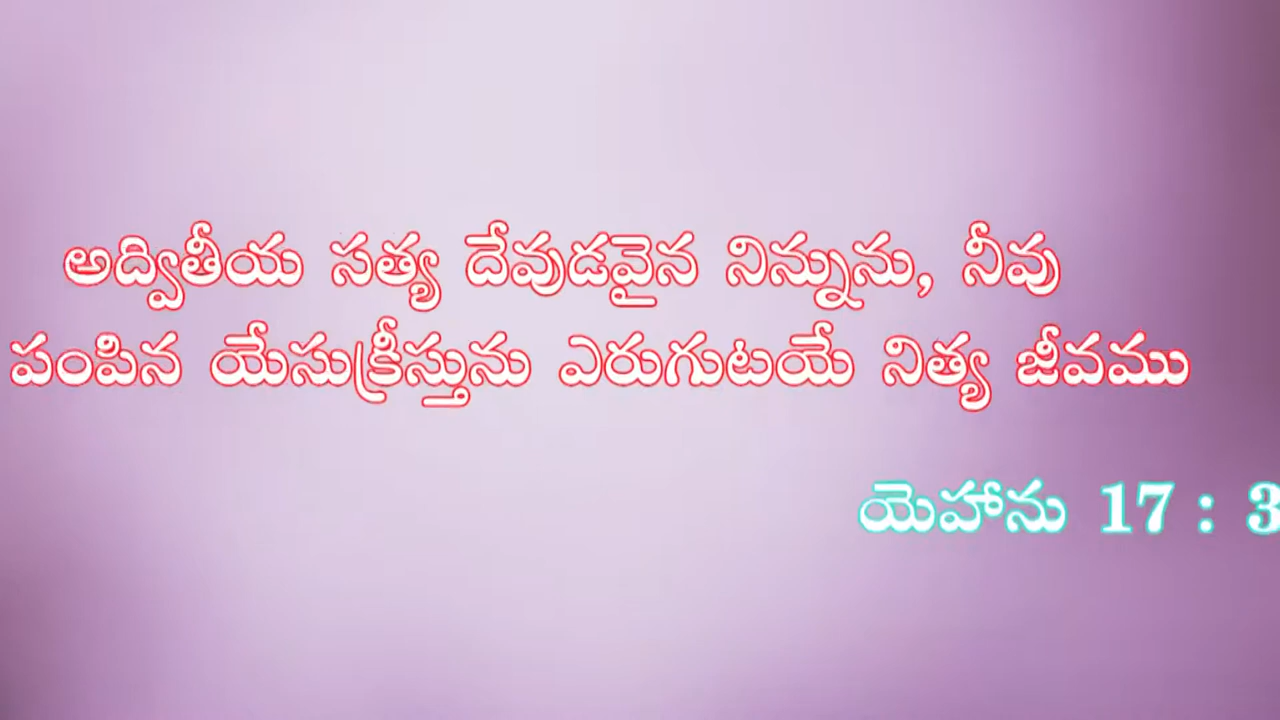 అద్వితీయ సత్య దేవుడవైన నిన్నును, నీవు
పంపిన యేసుక్రీస్తును ఎరుగుటయే నిత్య జీవము
యెహాను 17 : 3